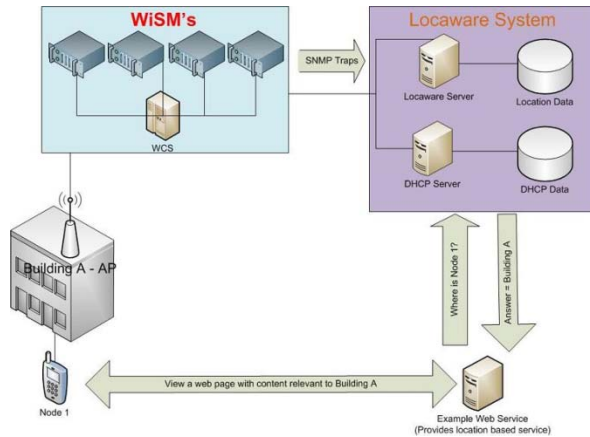 WiSM's
WCS
SNMP Traps
Locaware System
Locaware Server
Location Data
DHCP Server
DHCP Data
Building A - AP
Where is Node 1?
Answer = Building A
Node 1
View a web page with content relevant to Building A
Example Web Service
(Provides location based service)